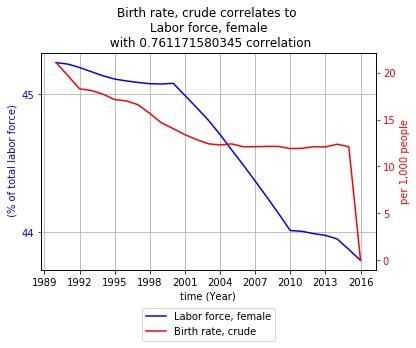 Birth rate, crude correlates to
Labor force, female
with 0.761171580345 correlation
45
44
(% of total labor force)
20
15
10
5
0
per 1,000 people
1989 1992 1995 1998 2001 2004 2007 2010 2013 2016
time (Year)
Labor force, female
Birth rate, crude